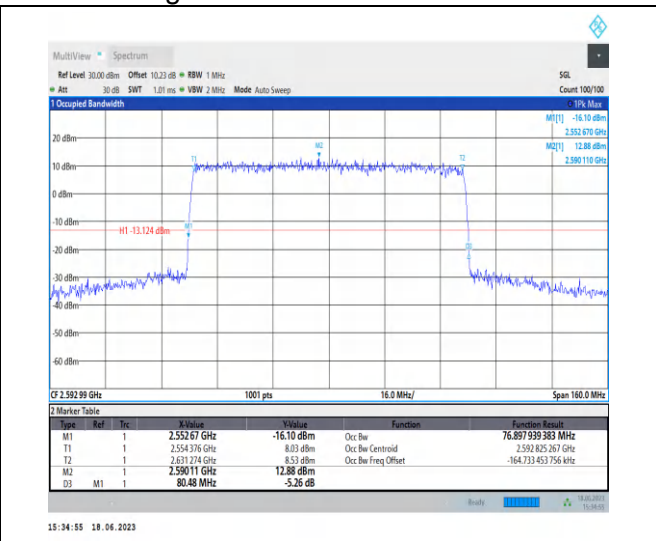 MultiView Spectrum
Ref Level 30.00 dBm Offset 10.23 dB RBW 1 MHz SGL
Att 30 dB SWT 1.01 ms VBW 2 MHz Mode Auto Sweep Count 100/100
1 Occupied Bandwidth 1Pk Max
M1[1] -16.10 dBm
2.552 670 GHz
M2[1] 12.88 dBm
2.590 110 GHz
20 dBm
M2
T1
T2
10 dBm
0 dBm
-10 dBm
H1 -13.124 dBm
M1
-20 dBm
D3
-30 dBm
-40 dBm
-50 dBm
-60 dBm
CF 2.592 99 GHz 1001 pts 16.0 MHz/ Span 160.0 MHz
2 Marker Table
Type Ref Trc X-Value Y-Value Function Function Result
M1 1 2.552 67 GHz -16.10 dBm Occ Bw 76.897 939 383 MHz
T1 1 2.554 376 GHz 8.03 dBm Occ Bw Centroid 2.592 825 267 GHz
T2 1 2.631 274 GHz 8.53 dBm Occ Bw Freq Offset -164.733 453 756 kHz
M2 1 2.590 11 GHz 12.88 dBm
D3 M1 1 80.48 MHz -5.26 dB
Ready 18.06.2023
15:34:55
15:34:55 18.06.2023